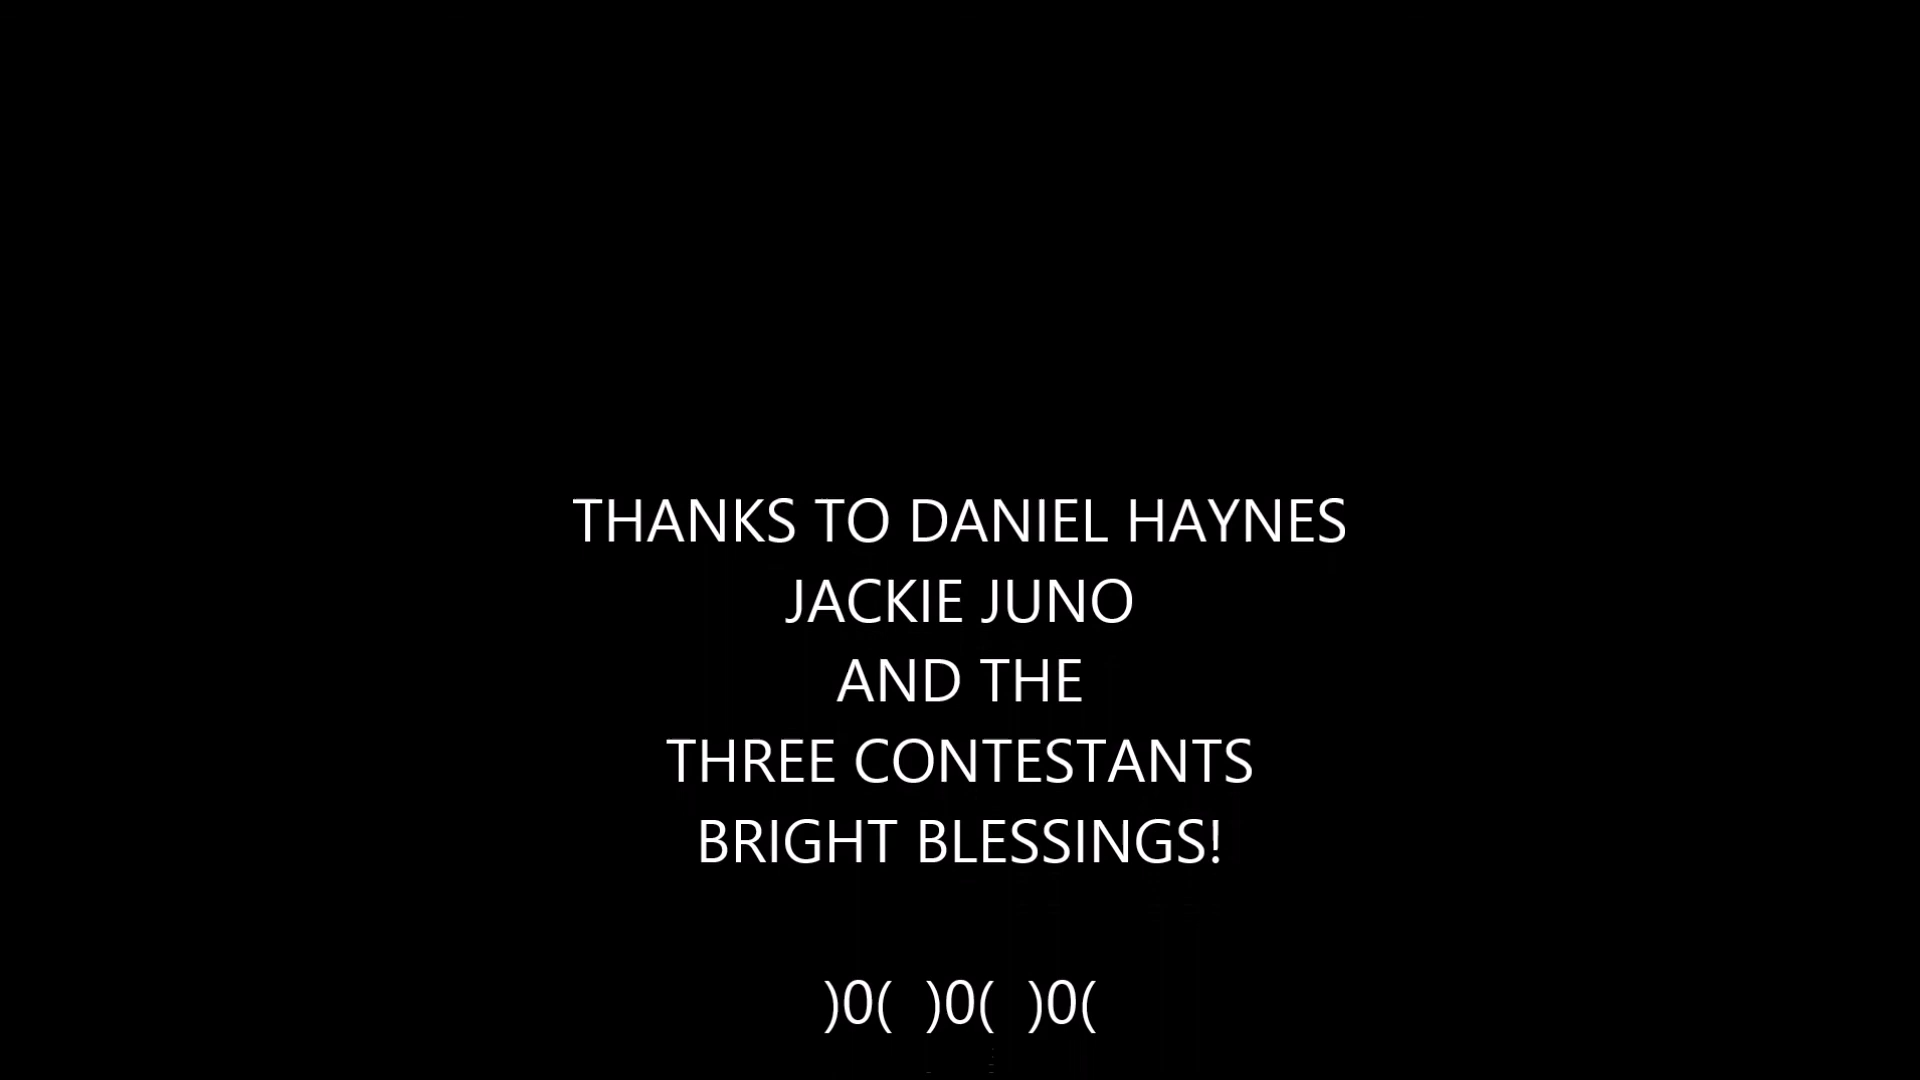 THANKS TO DANIEL HAYNES
JACKIE JUNO
AND THE
THREE CONTESTANTS
BRIGHT BLESSINGS!
)0( )0( )0(